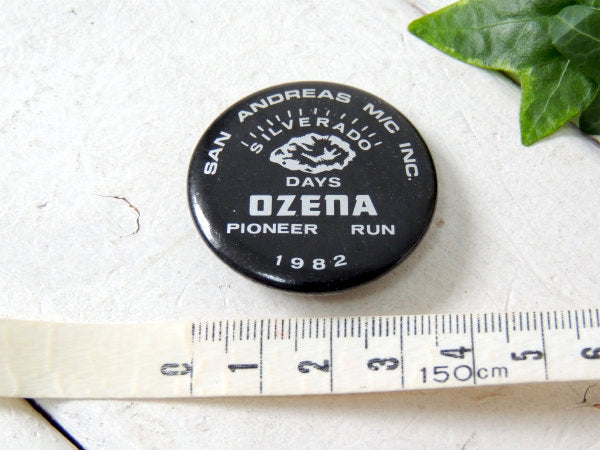 SAN ANDREAS M/C INC.
SILVERADO
DAYS
OZENA
PIONEER RUN
1982
0 1 2 3 4 5 6
150cm